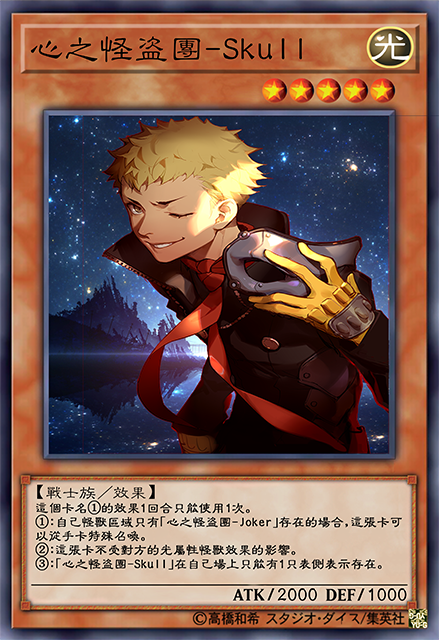 心之怪盜團-Skull
光
【戰士族／效果】
這個卡名①的效果1回合只能使用1次。
①:自己怪獸區域只有「心之怪盜團-Joker」存在的場合,這張卡可
以從手卡特殊召喚。
②:這張卡不受對方的光屬性怪獸效果的影響。
③:「心之怪盜團-Skull」在自己場上只能有1只表側表示存在。
ATK/2000 DEF/1000
©高橋和希 スタジオ・ダイス/集英社